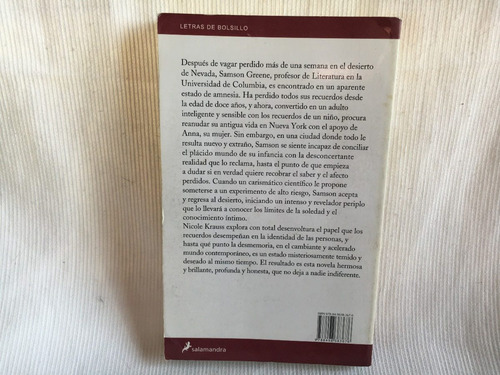 LETRAS DE BOLSILLO
Después de vagar perdido más de una semana en el desierto
de Nevada, Samson Greene, profesor de Literatura en la
Universidad de Columbia, es encontrado en un aparente
estado de amnesia. Ha perdido todos sus recuerdos desde
la edad de doce años, y ahora, convertido en un adulto
inteligente y sensible con los recuerdos de un niño, procura
reanudar su antigua vida en Nueva York con el apoyo de
Anna, su mujer. Sin embargo, en una ciudad donde todo le
resulta nuevo y extraño, Samson se siente incapaz de conciliar
el plácido mundo de su infancia con la desconcertante
realidad que lo reclama, hasta el punto de que empieza
a dudar si en verdad quiere recobrar el saber y el afecto
perdidos. Cuando un carismático científico le propone
someterse a un experimento de alto riesgo, Samson acepta
y regresa al desierto, iniciando un intenso y revelador periplo
que lo llevará a conocer los límites de la soledad y el
conocimiento íntimo.
Nicole Krauss explora con total desenvoltura el papel que los
recuerdos desempeñan en la identidad de las personas, y
hasta qué punto la desmemoria, en el cambiante y acelerado
mundo contemporáneo, es un estado misteriosamente temido y
deseado al mismo tiempo. El resultado es esta novela hermosa
y brillante, profunda y honesta, que no deja a nadie indiferente.
salamandra